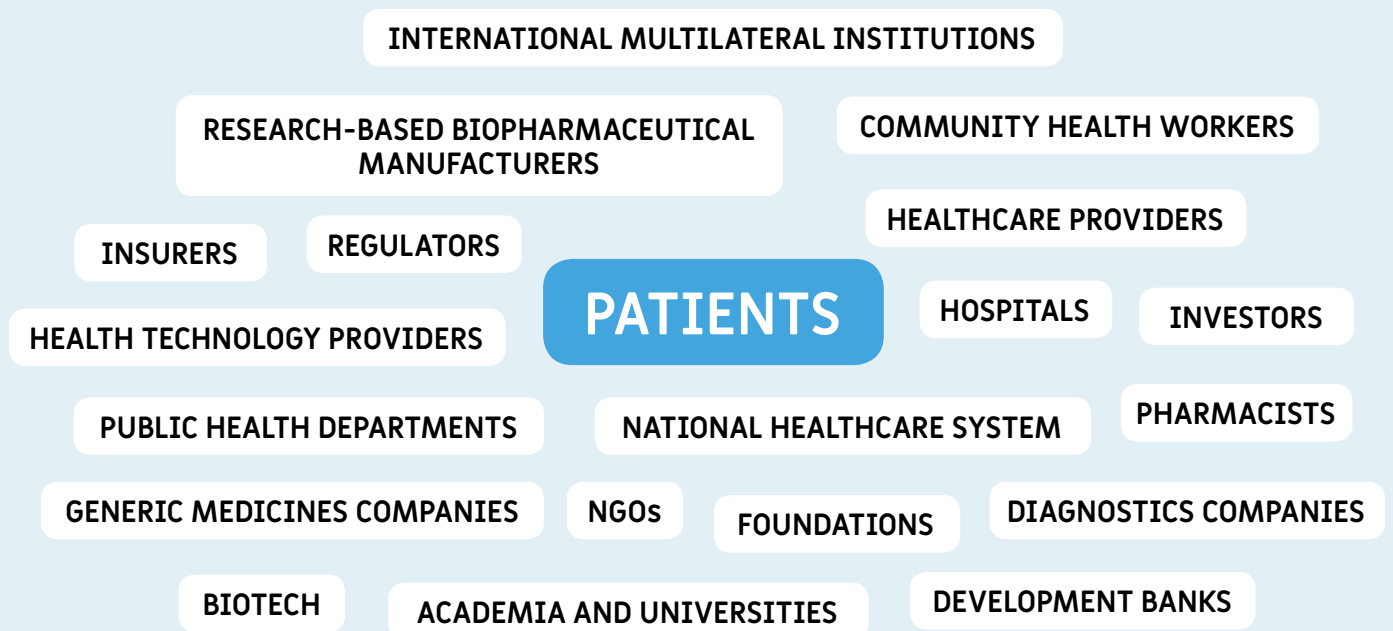 INTERNATIONAL MULTILATERAL INSTITUTIONS
RESEARCH-BASED BIOPHARMACEUTICAL
MANUFACTURERS
COMMUNITY HEALTH WORKERS
HEALTHCARE PROVIDERS
INSURERS
REGULATORS
PATIENTS
HOSPITALS
INVESTORS
HEALTH TECHNOLOGY PROVIDERS
PUBLIC HEALTH DEPARTMENTS
NATIONAL HEALTHCARE SYSTEM
PHARMACISTS
GENERIC MEDICINES COMPANIES
NGOs
FOUNDATIONS
DIAGNOSTICS COMPANIES
BIOTECH
ACADEMIA AND UNIVERSITIES
DEVELOPMENT BANKS